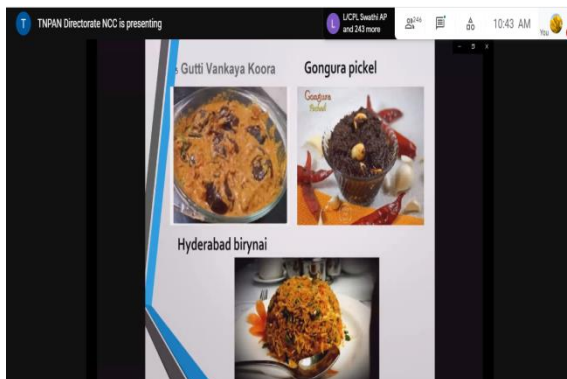 T TNPAN Directorate NCC is presenting
L L/CPL Swathi AP
and 243 more
246
10:43 AM
You
Gutti Vankaya Koora
Gongura pickel
Gongura
Hyderabad birynai